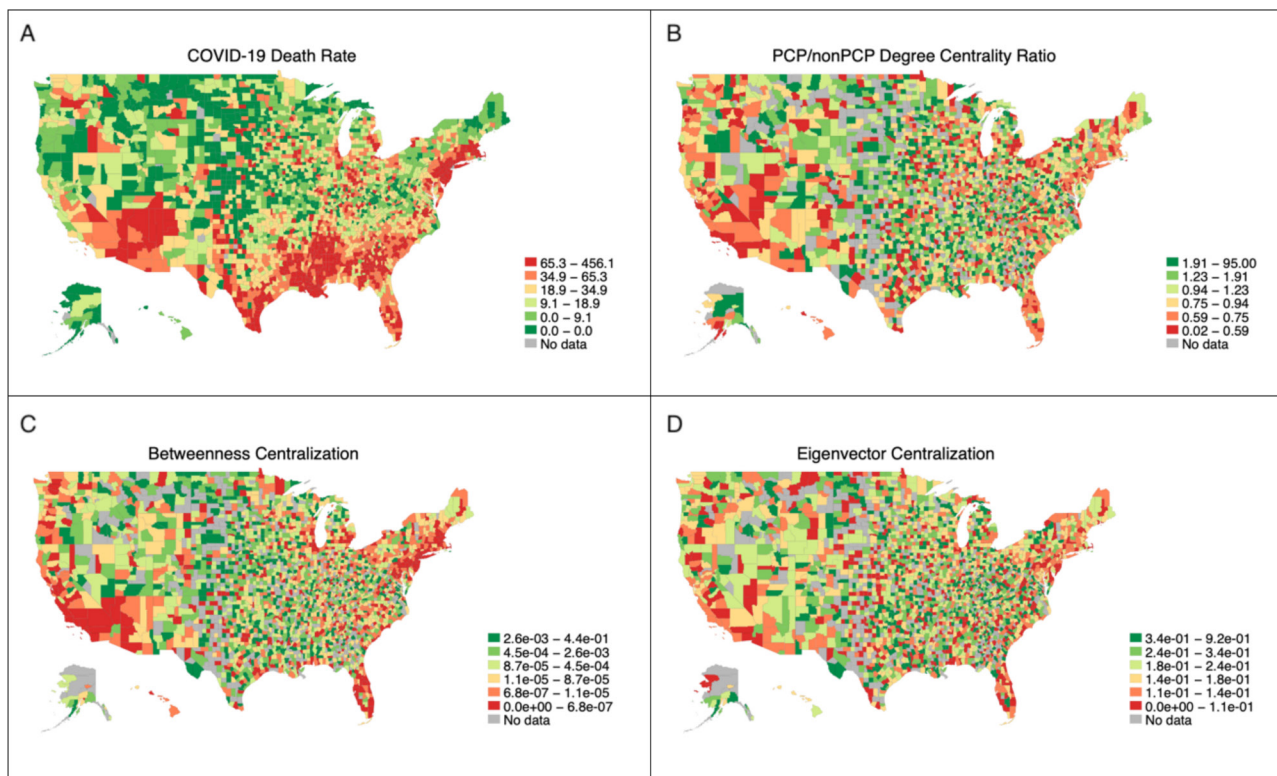 A
COVID-19 Death Rate
65.3 – 456.1
34.9 – 65.3
18.9 – 34.9
9.1 – 18.9
0.0 – 9.1
0.0 – 0.0
No data
B
PCP/nonPCP Degree Centrality Ratio
1.91 – 95.00
1.23 – 1.91
0.94 – 1.23
0.75 – 0.94
0.59 – 0.75
0.02 – 0.59
No data
C
Betweenness Centralization
2.6e-03 – 4.4e-01
4.5e-04 – 2.6e-03
8.7e-05 – 4.5e-04
1.1e-05 – 8.7e-05
6.8e-07 – 1.1e-05
0.0e+00 – 6.8e-07
No data
D
Eigenvector Centralization
3.4e-01 – 9.2e-01
2.4e-01 – 3.4e-01
1.8e-01 – 2.4e-01
1.4e-01 – 1.8e-01
1.1e-01 – 1.4e-01
0.0e+00 – 1.1e-01
No data